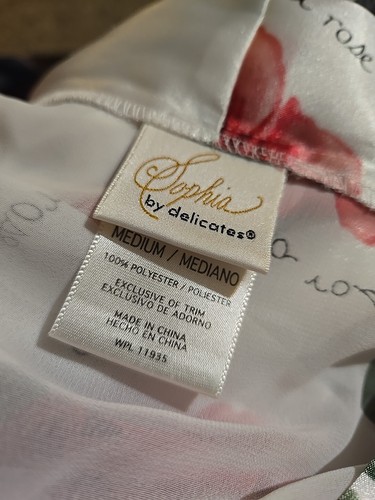 a rose
Sophia
by delicates®
MEDIUM / MEDIANO
100% POLYESTER / POLIESTER
EXCLUSIVE OF TRIM
EXCLUSIVO DE ADORNO
MADE IN CHINA
HECHO EN CHINA
WPL 11935